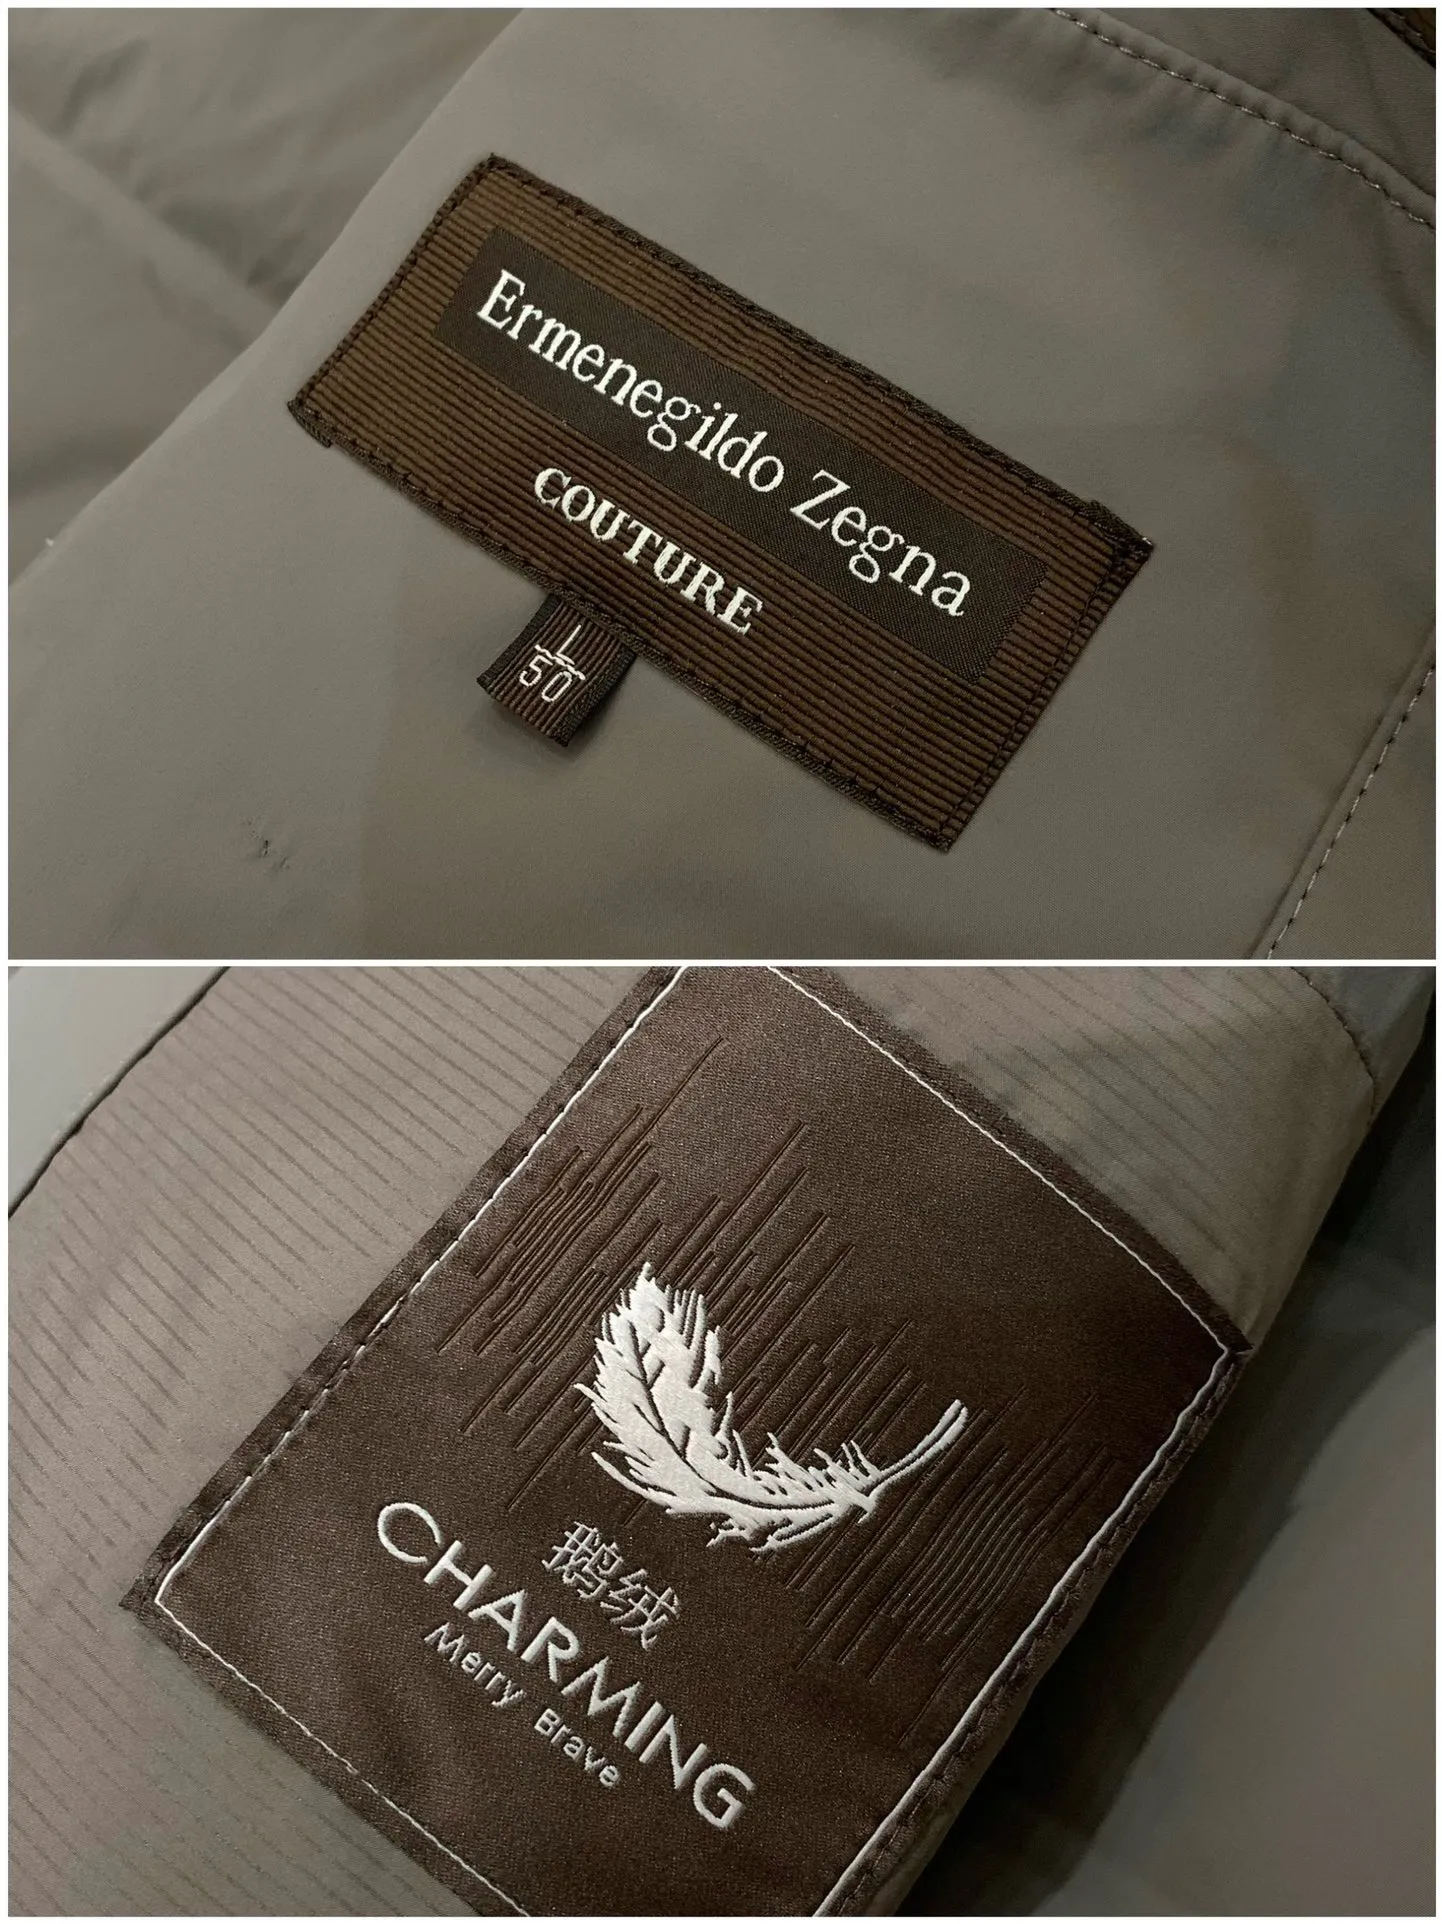 Ermenegildo Zegna
COUTURE
L
50
鹅绒
CHARMING
Merry Brave